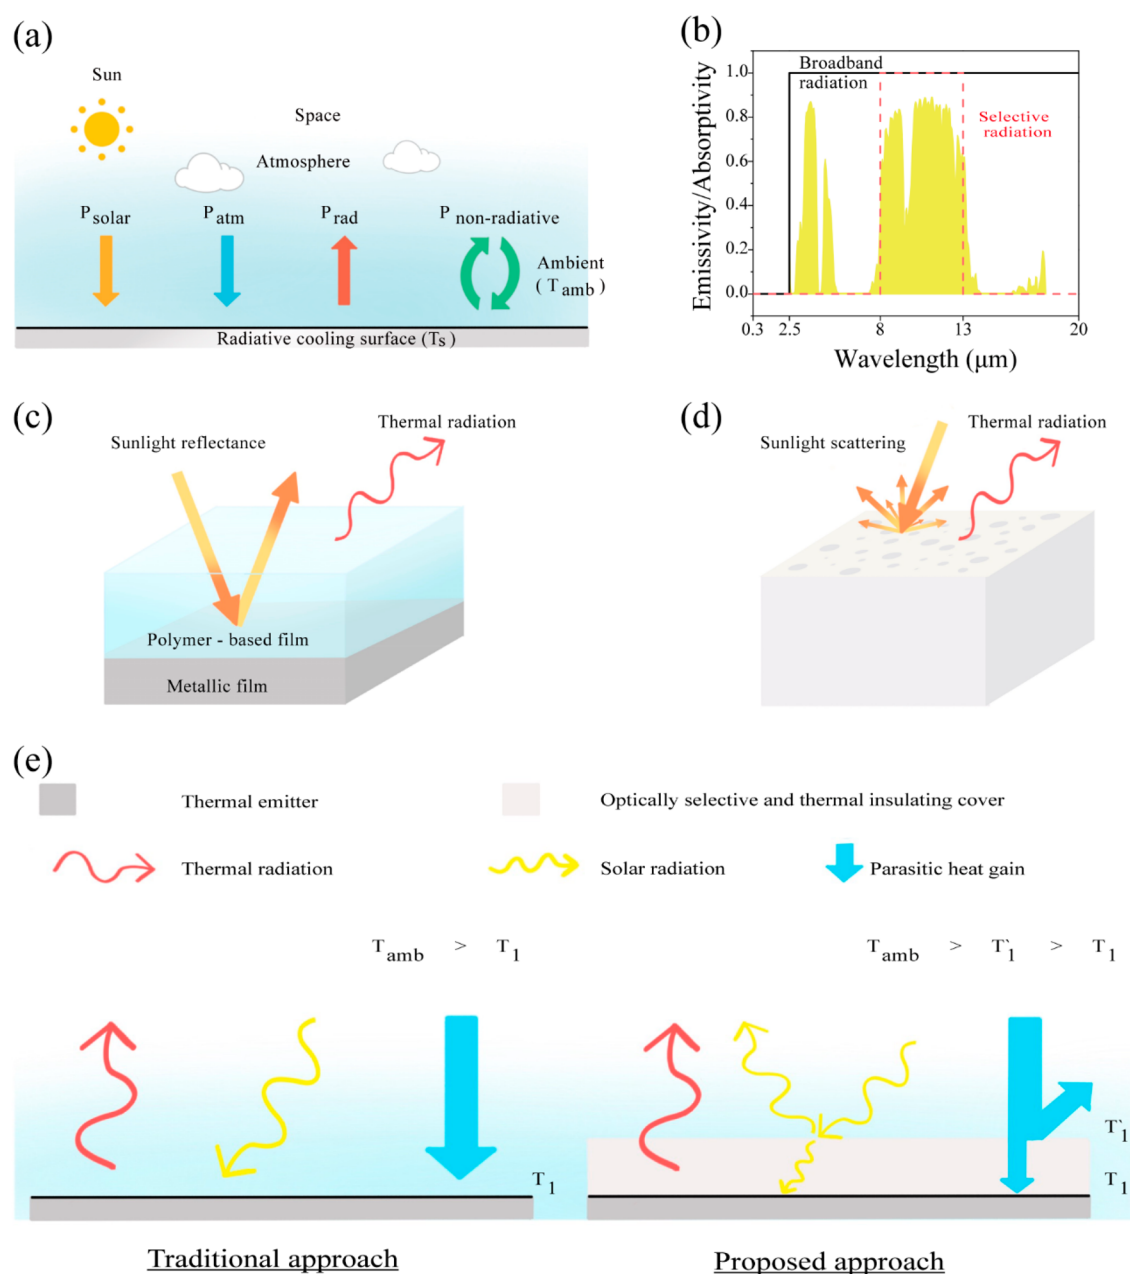 (a)
Sun
Space
Atmosphere
P solar
P atm
P rad
P non-radiative
Ambient
( T amb )
Radiative cooling surface (Ts )
(b)
Emissivity/Absorptivity
1.0
0.8
0.6
0.4
0.2
0.0
Broadband
radiation
Selective
radiation
0.3 2.5 8 13 20
Wavelength (μm)
(c)
Sunlight reflectance
Thermal radiation
Polymer - based film
Metallic film
(d)
Sunlight scattering
Thermal radiation
(e)
Thermal emitter
Optically selective and thermal insulating cover
Thermal radiation
Solar radiation
Parasitic heat gain
T amb > T 1
T amb > T` 1 > T 1
T 1
T` 1
T 1
Traditional approach
Proposed approach